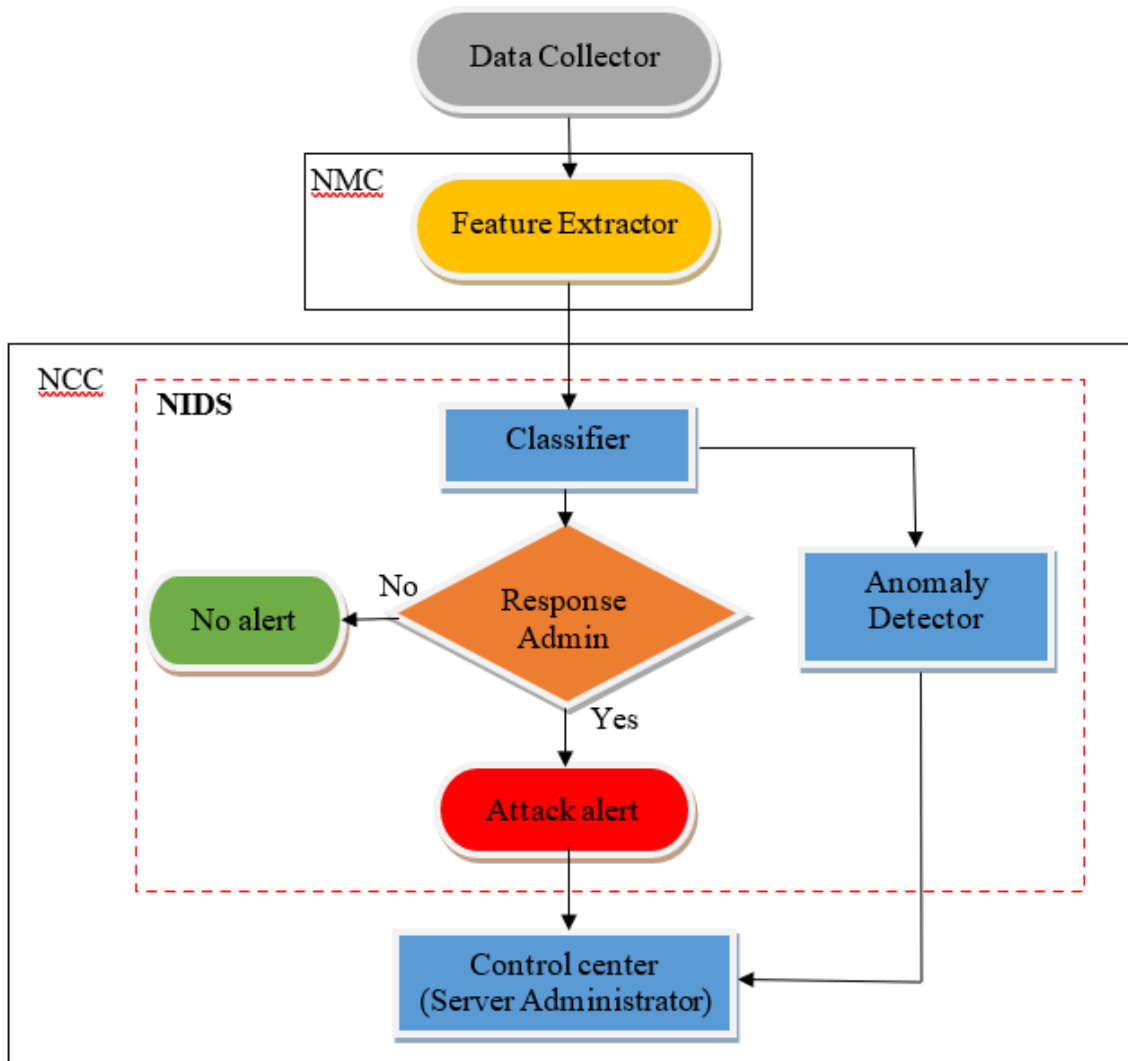 Data Collector
NMC
Feature Extractor
NCC
NIDS
Classifier
No
No alert
Response
Admin
Anomaly
Detector
Yes
Attack alert
Control center
(Server Administrator)